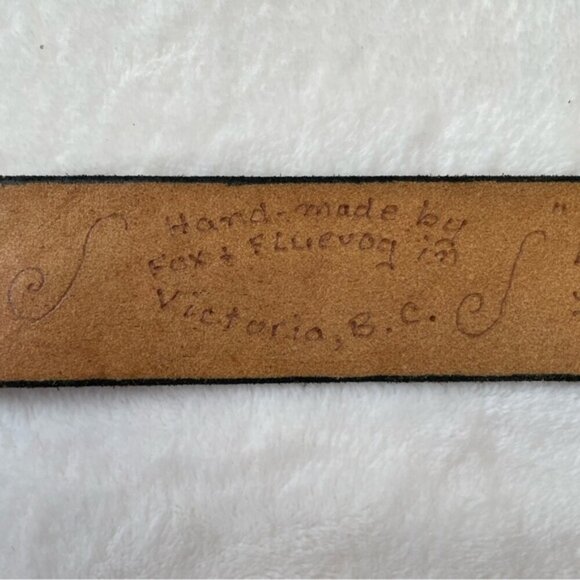 Hand-made by
Fox + Fluevog in
Victoria, B.C.
"